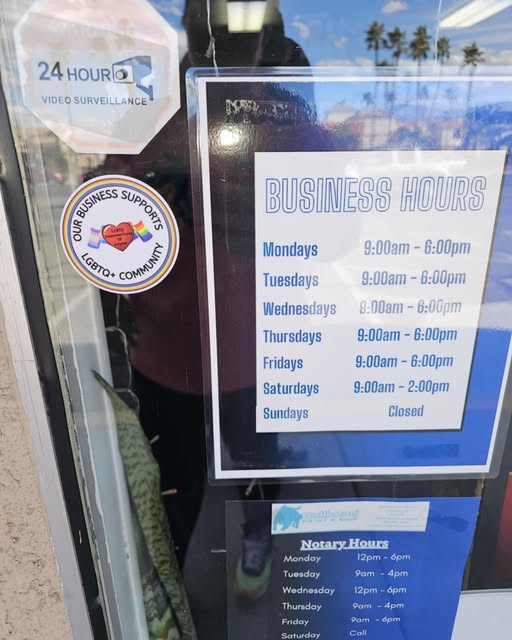 24 HOUR
VIDEO SURVEILLANCE
OUR BUSINESS SUPPORTS
LGBTQ+ COMMUNITY
BUSINESS HOURS
Mondays 9:00am - 6:00pm
Tuesdays 9:00am - 6:00pm
Wednesdays 9:00am - 6:00pm
Thursdays 9:00am - 6:00pm
Fridays 9:00am - 6:00pm
Saturdays 9:00am - 2:00pm
Sundays Closed
PRINT & SHIP
Notary Hours
Monday 12pm - 6pm
Tuesday 9am - 4pm
Wednesday 12pm - 6pm
Thursday 9am - 4pm
Friday 9am - 6pm
Saturday Call